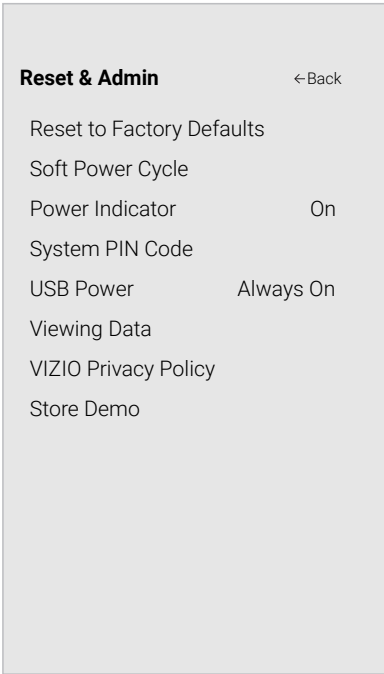 Reset & Admin ←Back
Reset to Factory Defaults
Soft Power Cycle
Power Indicator On
System PIN Code
USB Power Always On
Viewing Data
VIZIO Privacy Policy
Store Demo